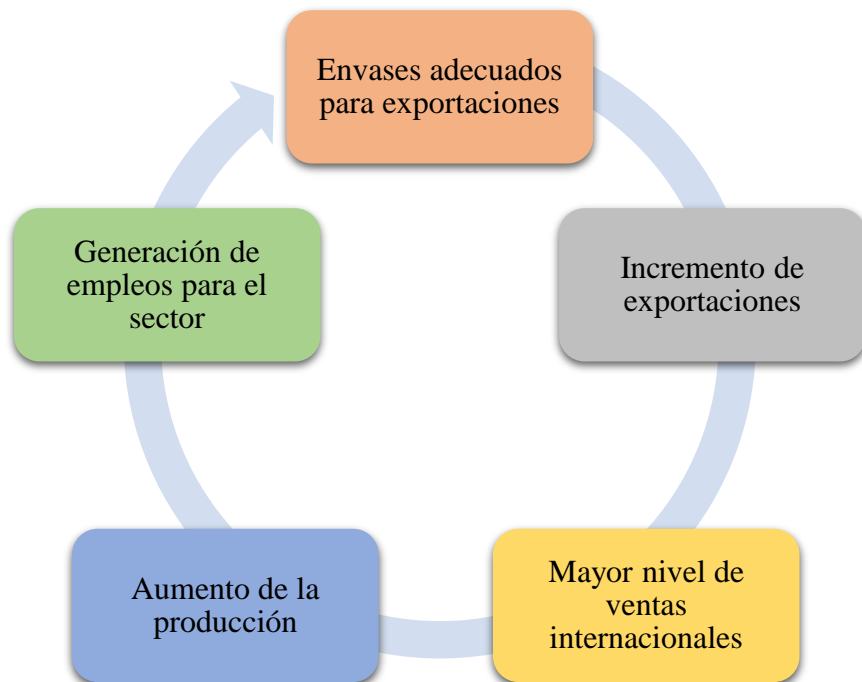 Envases adecuados
para exportaciones
Incremento de
exportaciones
Mayor nivel de
ventas
internacionales
Aumento de la
producción
Generación de
empleos para el
sector